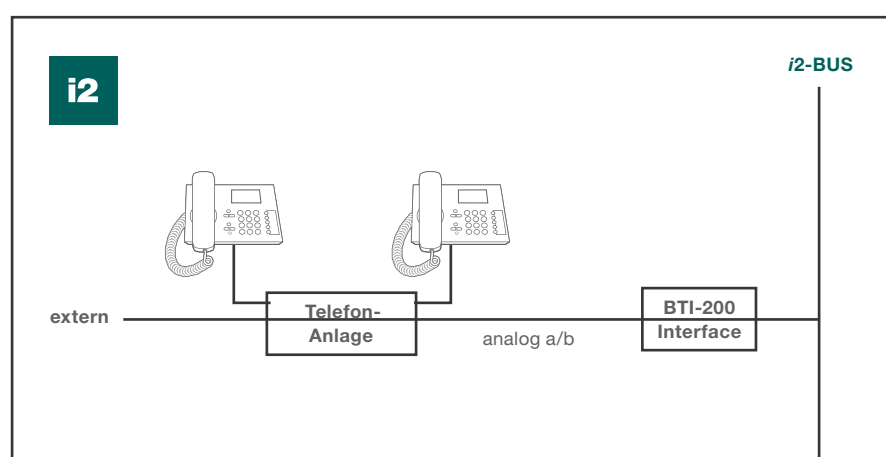 i2-BUS
i2
extern
Telefon-
Anlage
analog a/b
BTI-200
Interface